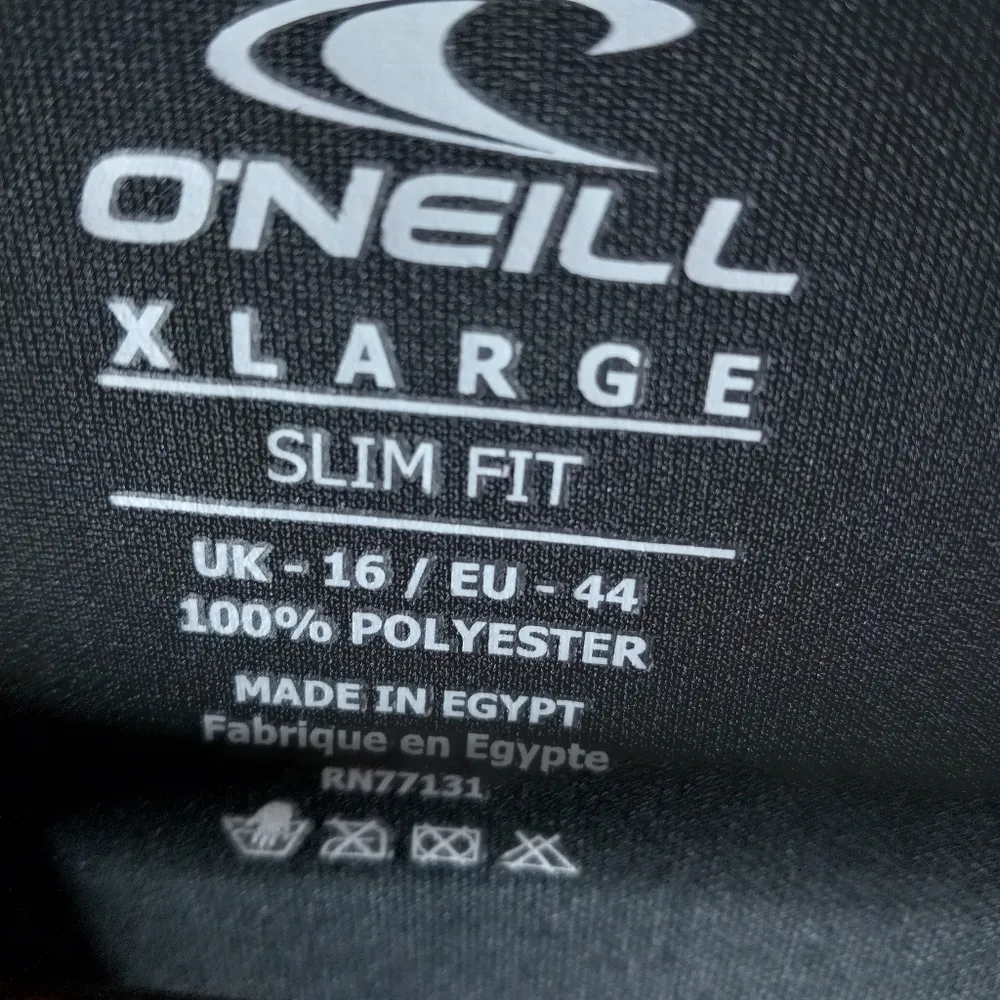 O'NEILL
XLARGE
SLIM FIT
UK - 16 / EU - 44
100% POLYESTER
MADE IN EGYPT
Fabrique en Egypte
RN77131